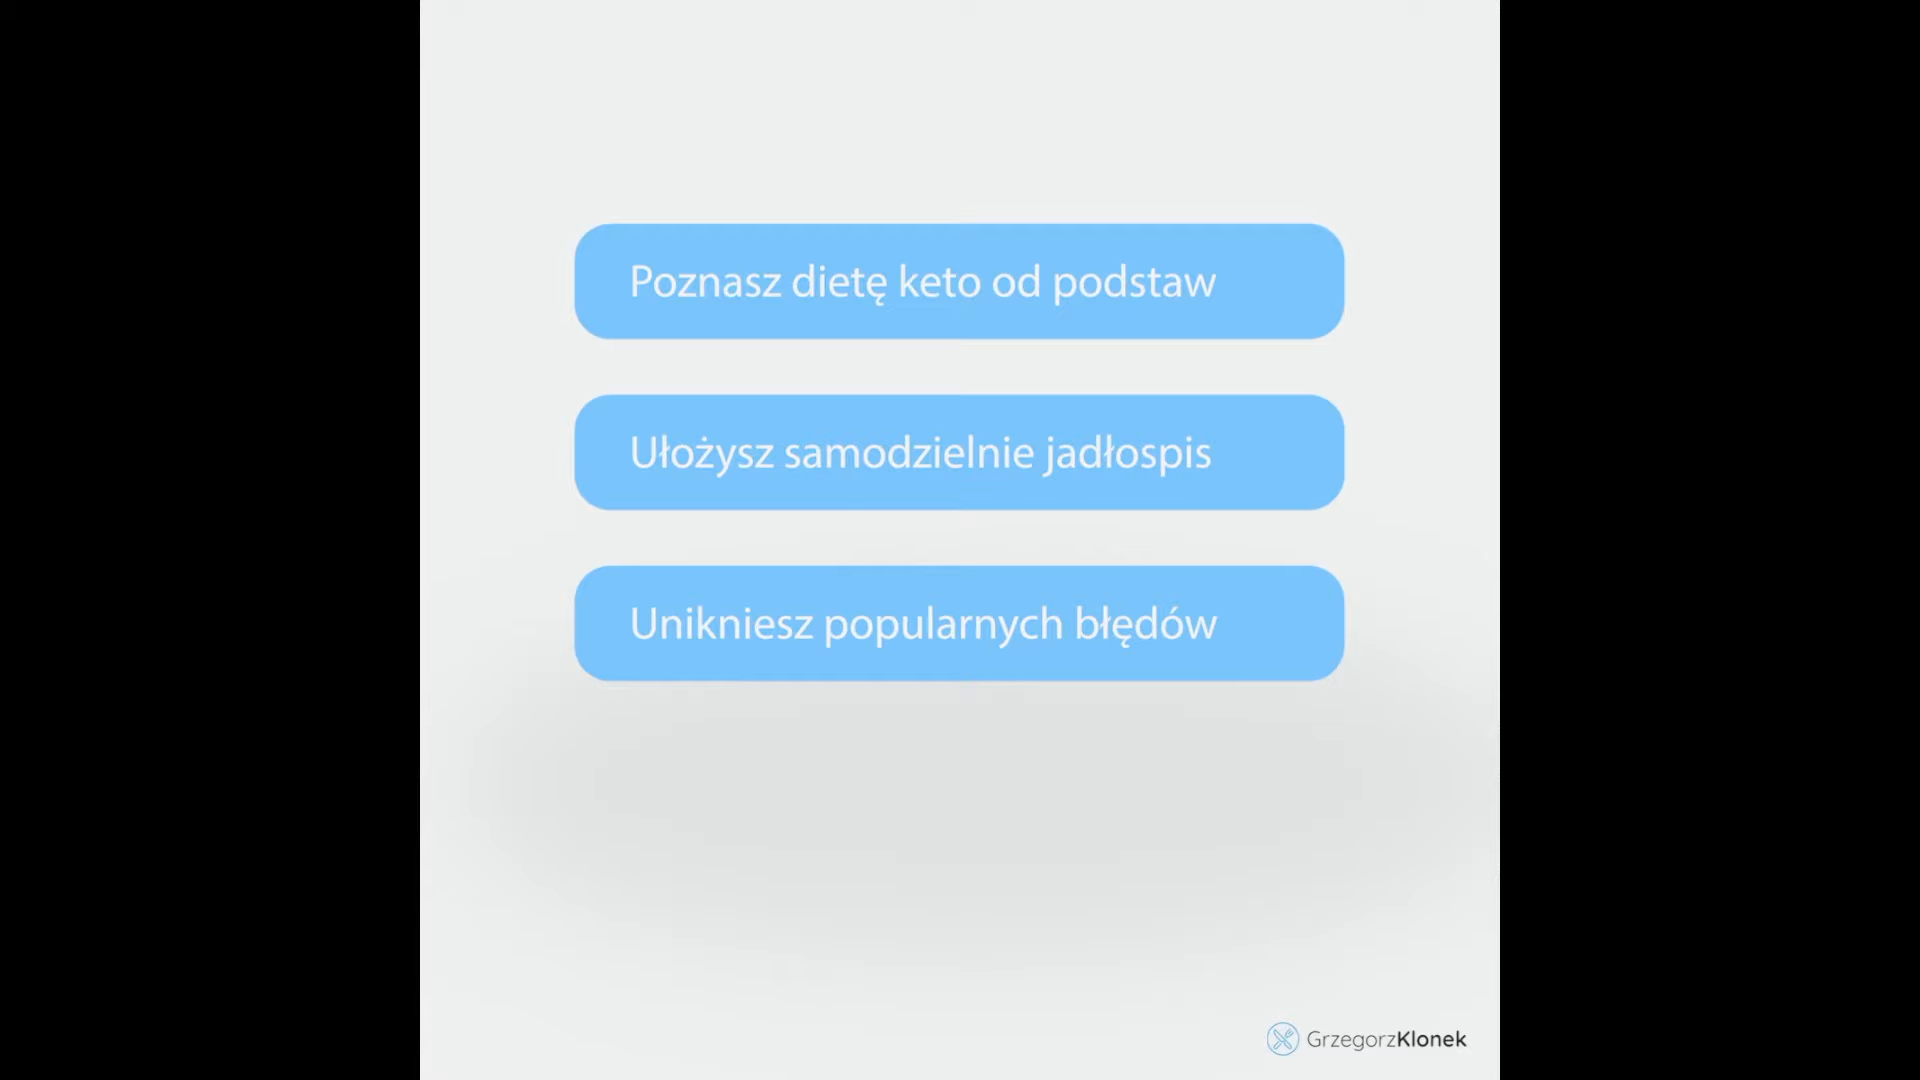 Poznasz dietę keto od podstaw
Ułożysz samodzielnie jadłospis
Unikniesz popularnych błędów
GrzegorzKlonek